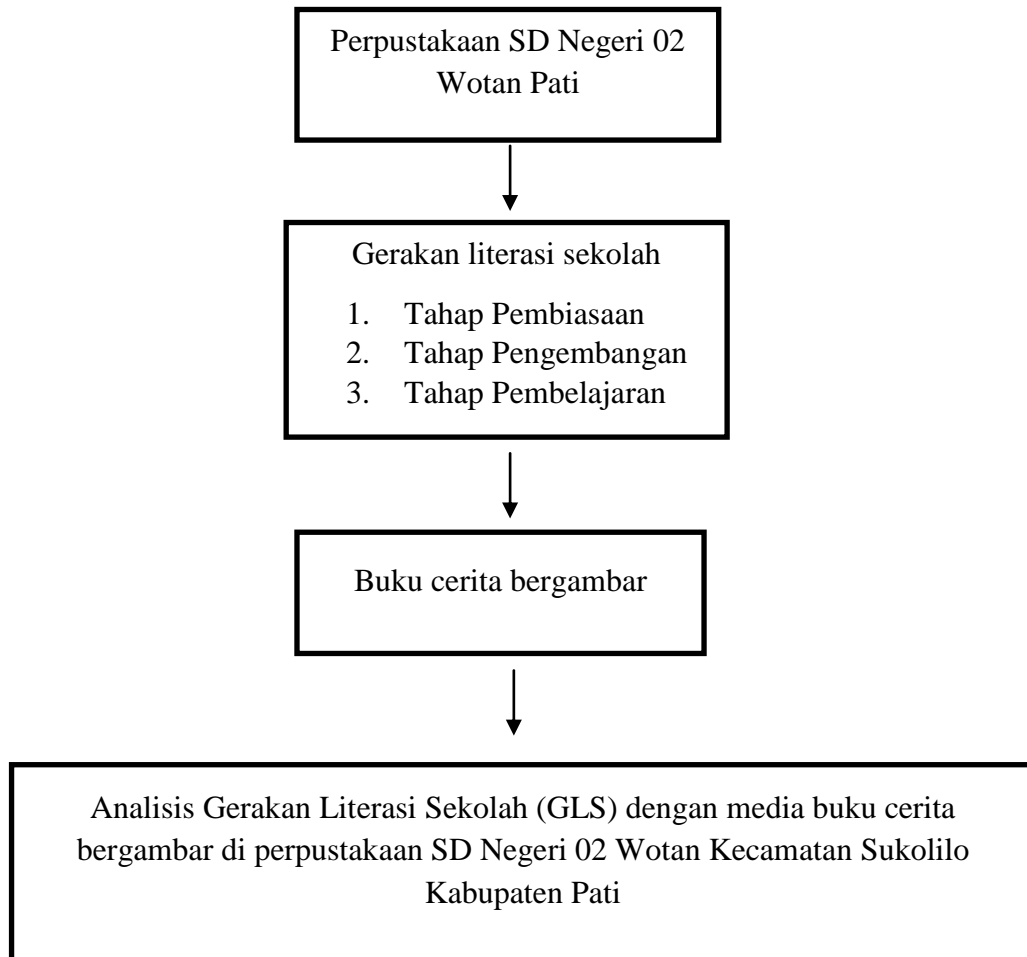 Perpustakaan SD Negeri 02
Wotan Pati
Gerakan literasi sekolah
1. Tahap Pembiasaan
2. Tahap Pengembangan
3. Tahap Pembelajaran
Buku cerita bergambar
Analisis Gerakan Literasi Sekolah (GLS) dengan media buku cerita
bergambar di perpustakaan SD Negeri 02 Wotan Kecamatan Sukolilo
Kabupaten Pati